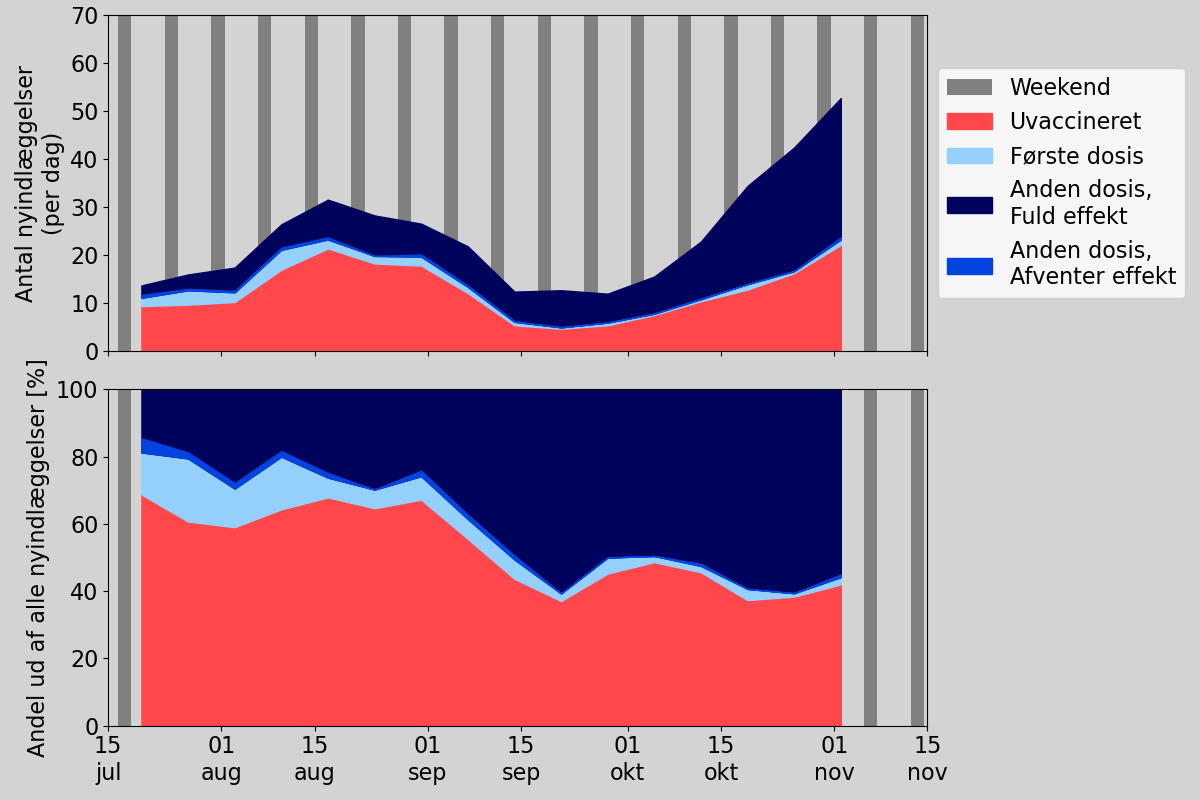 Antal nyindlæggelser
(per dag)
70
60
50
40
30
20
10
0
Weekend
Uvaccineret
Første dosis
Anden dosis,
Fuld effekt
Anden dosis,
Afventer effekt
Andel ud af alle nyindlæggelser [%]
100
80
60
40
20
0
15 01 15 01 15 01 15 01 15
jul aug aug sep sep okt okt nov nov